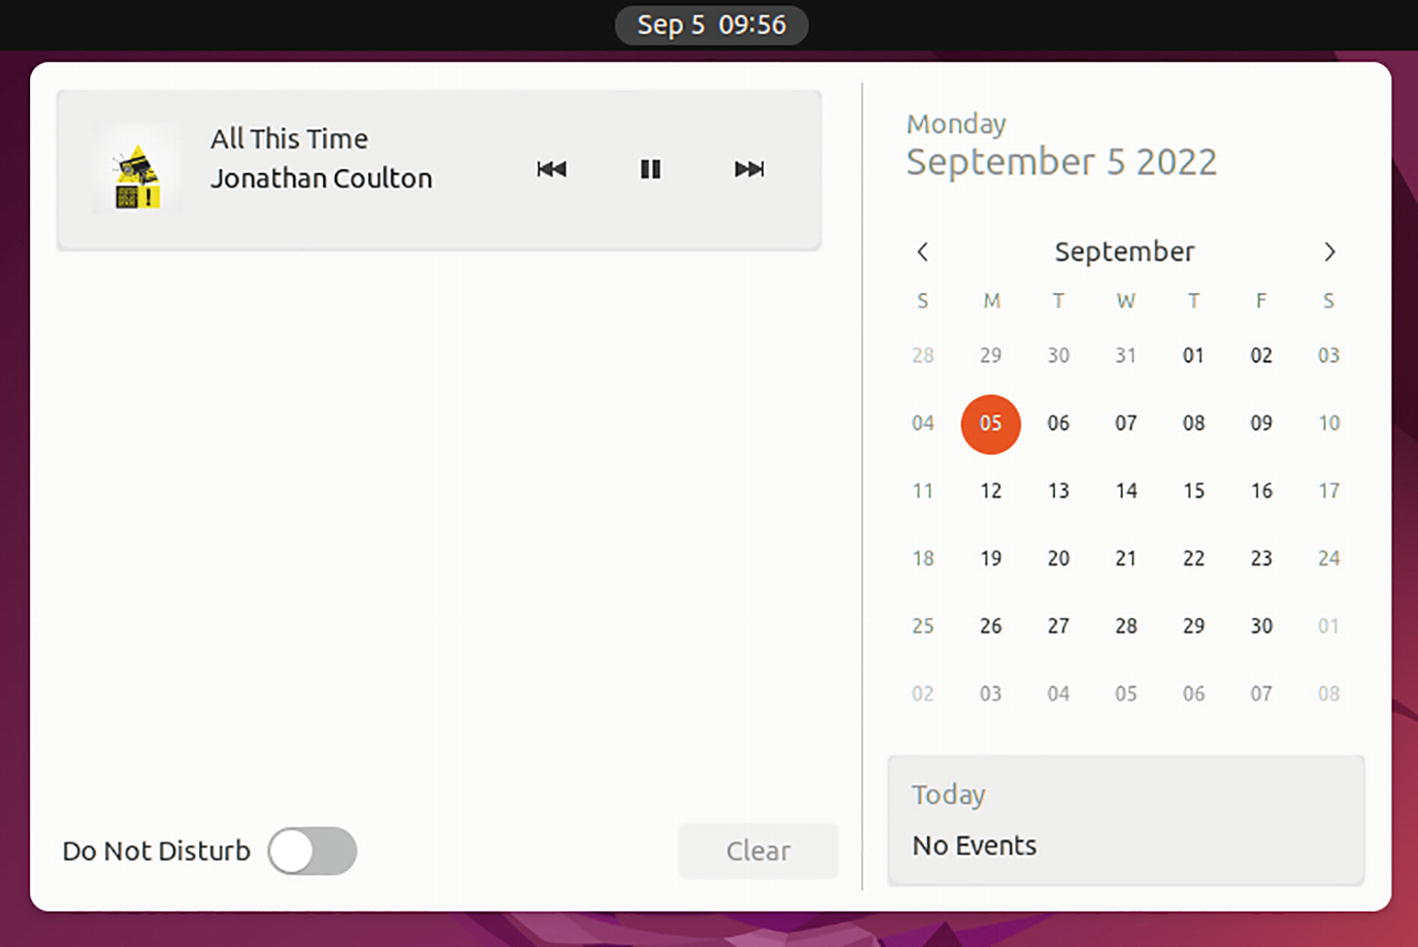 Sep 5 09:56
All This Time
Jonathan Coulton
Do Not Disturb
Clear
Monday
September 5 2022
September
S M T W T F S
28 29 30 31 01 02 03
04 05 06 07 08 09 10
11 12 13 14 15 16 17
18 19 20 21 22 23 24
25 26 27 28 29 30 01
02 03 04 05 06 07 08
Today
No Events